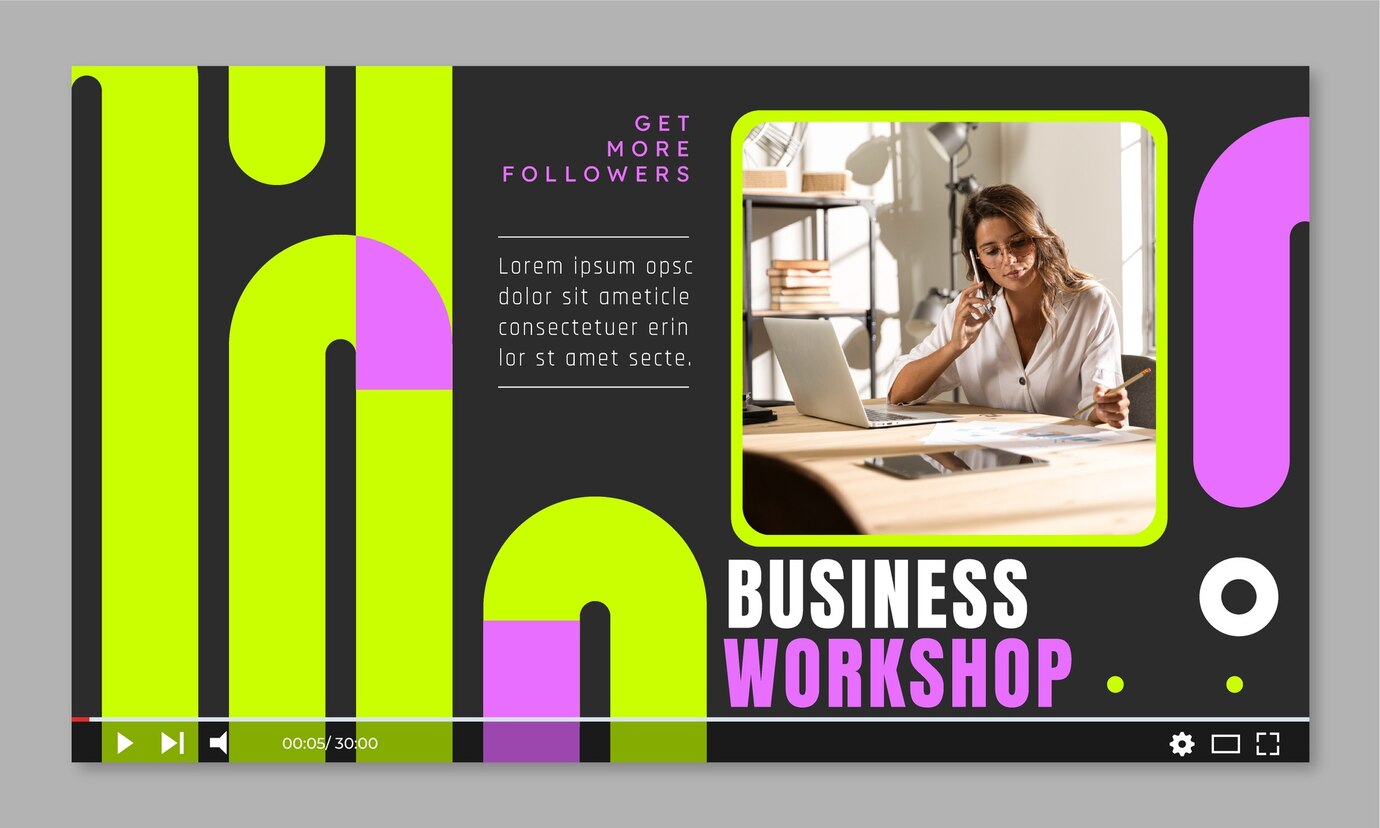 GET
MORE
FOLLOWERS
Lorem ipsum opsc
dolor sit ameticle
consectetuer erin
lor st amet secte.
BUSINESS
WORKSHOP
00:05/ 30:00